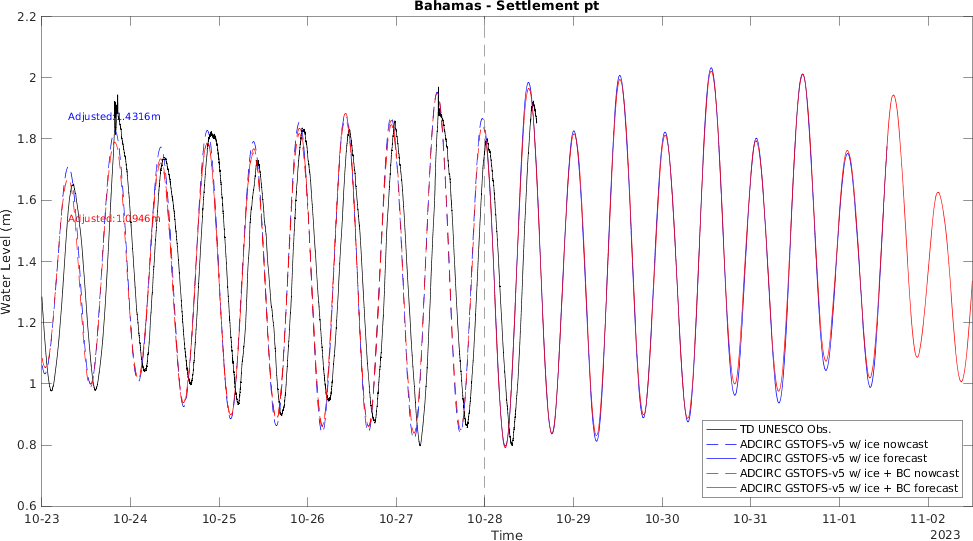 Bahamas - Settlement pt
2.2
2
1.8
1.6
1.4
1.2
1
0.8
0.6
Water Level (m)
Adjusted:1.4316m
Adjusted:1.0946m
TD UNESCO Obs.
ADCIRC GSTOFS-v5 w/ ice nowcast
ADCIRC GSTOFS-v5 w/ ice forecast
ADCIRC GSTOFS-v5 w/ ice + BC nowcast
ADCIRC GSTOFS-v5 w/ ice + BC forecast
10-23 10-24 10-25 10-26 10-27 10-28 10-29 10-30 10-31 11-01 11-02
2023
Time